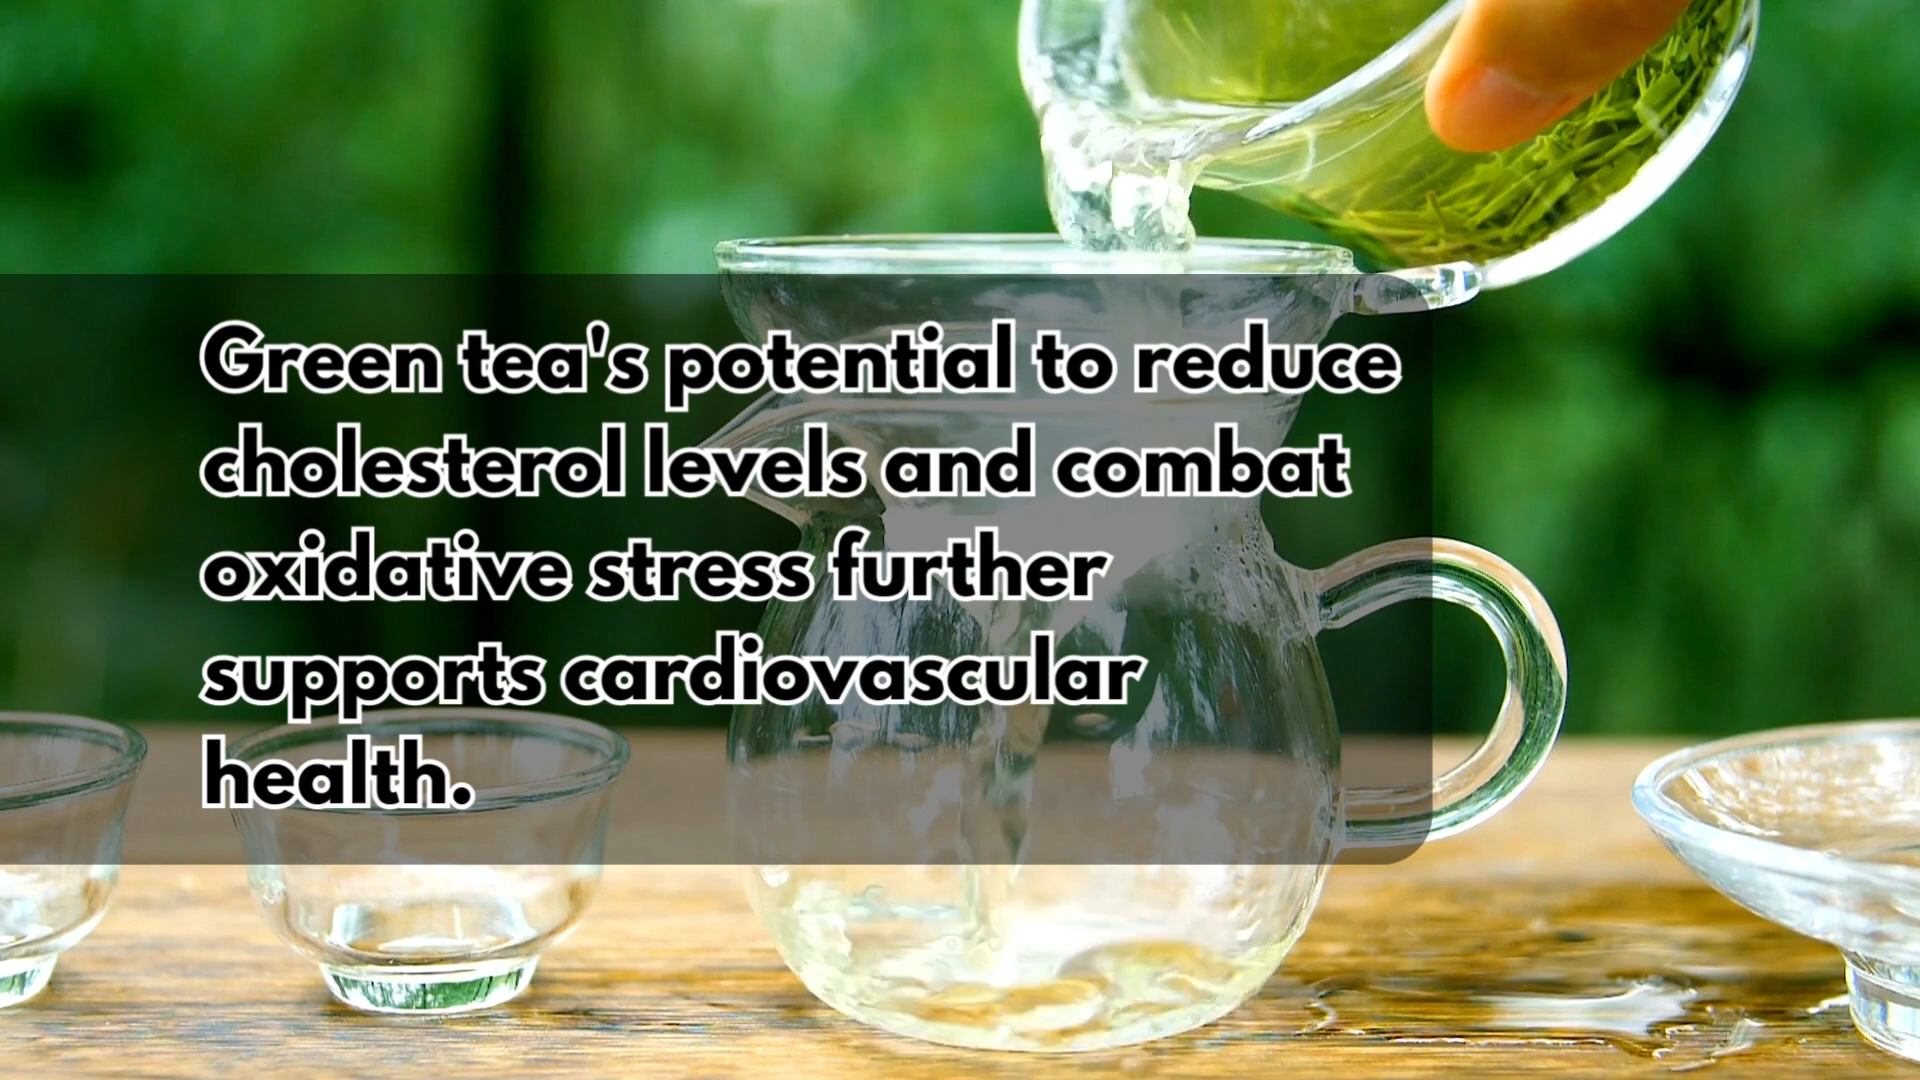 Green tea's potential to reduce
cholesterol levels and combat
oxidative stress further
supports cardiovascular
health.